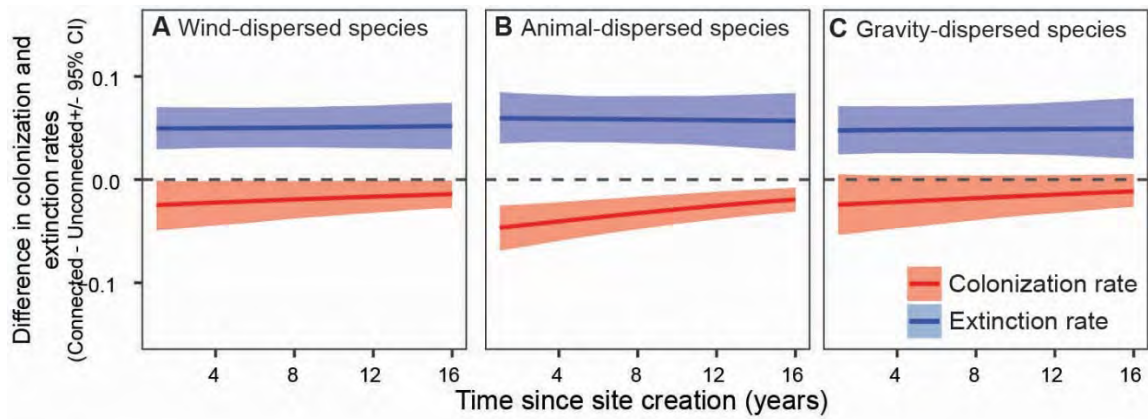 A Wind-dispersed species
B Animal-dispersed species
C Gravity-dispersed species
Difference in colonization and
extinction rates
(Connected - Unconnected+/- 95% CI)
0.1
0.0
-0.1
Colonization rate
Extinction rate
4 8 12 16
4 8 12 16
4 8 12 16
Time since site creation (years)